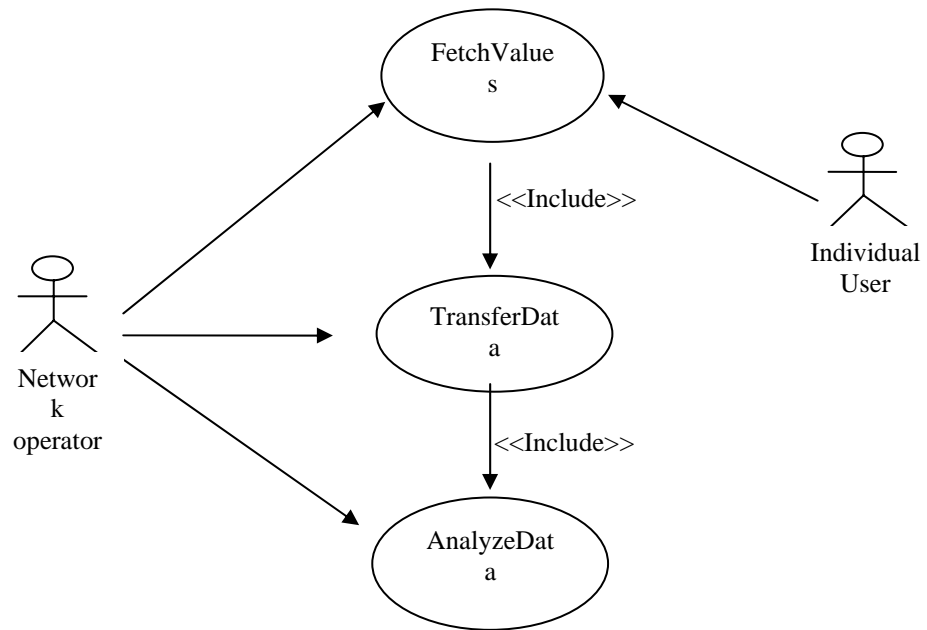 FetchValue
s
<<Include>>
Individual
User
TransferDat
a
Networ
k
operator
<<Include>>
AnalyzeDat
a